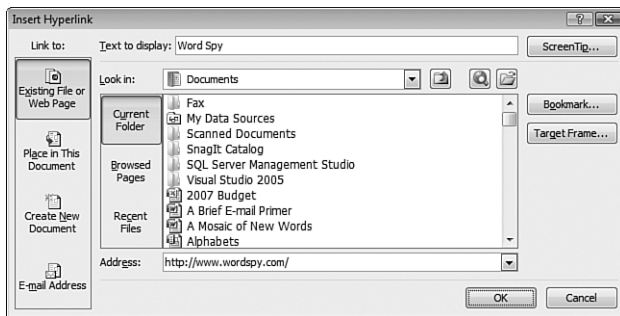 Insert Hyperlink
Link to:
Text to display: Word Spy
ScreenTip...
Existing File or
Web Page
Look in: Documents
Current
Folder
Browsed
Pages
Recent
Files
Fax
My Data Sources
Scanned Documents
SnagIt Catalog
SQL Server Management Studio
Visual Studio 2005
2007 Budget
A Brief E-mail Primer
A Mosaic of New Words
Alphabets
Bookmark...
Target Frame...
Place in This
Document
Create New
Document
E-mail Address
Address: http://www.wordspy.com/
OK
Cancel